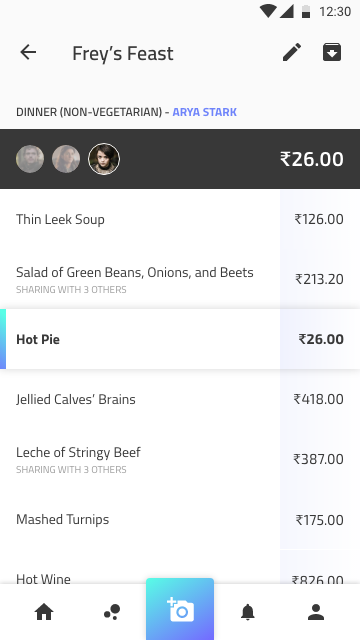 12:30
Frey’s Feast
DINNER (NON-VEGETARIAN) - ARYA STARK
₹26.00
Thin Leek Soup ₹126.00
Salad of Green Beans, Onions, and Beets ₹213.20
SHARING WITH 3 OTHERS
Hot Pie ₹26.00
Jellied Calves’ Brains ₹418.00
Leche of Stringy Beef ₹387.00
SHARING WITH 3 OTHERS
Mashed Turnips ₹175.00
Hot Wine ₹826.00